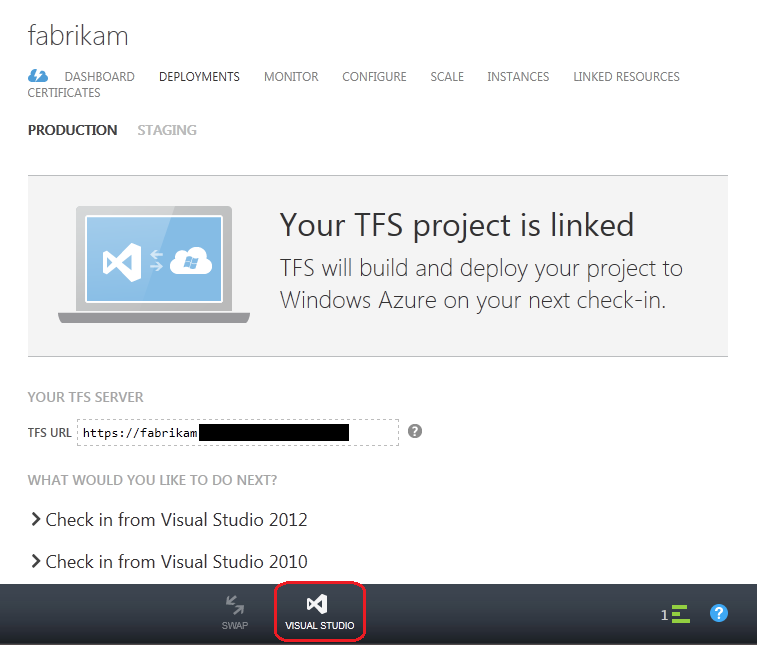 fabrikam
DASHBOARD DEPLOYMENTS MONITOR CONFIGURE SCALE INSTANCES LINKED RESOURCES
CERTIFICATES
PRODUCTION STAGING
Your TFS project is linked
TFS will build and deploy your project to
Windows Azure on your next check-in.
YOUR TFS SERVER
TFS URL https://fabrikam ?
WHAT WOULD YOU LIKE TO DO NEXT?
Check in from Visual Studio 2012
Check in from Visual Studio 2010
SWAP VISUAL STUDIO 1 ?